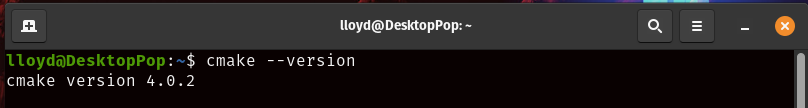 lloyd@DesktopPop: ~
lloyd@DesktopPop:~$ cmake --version
cmake version 4.0.2